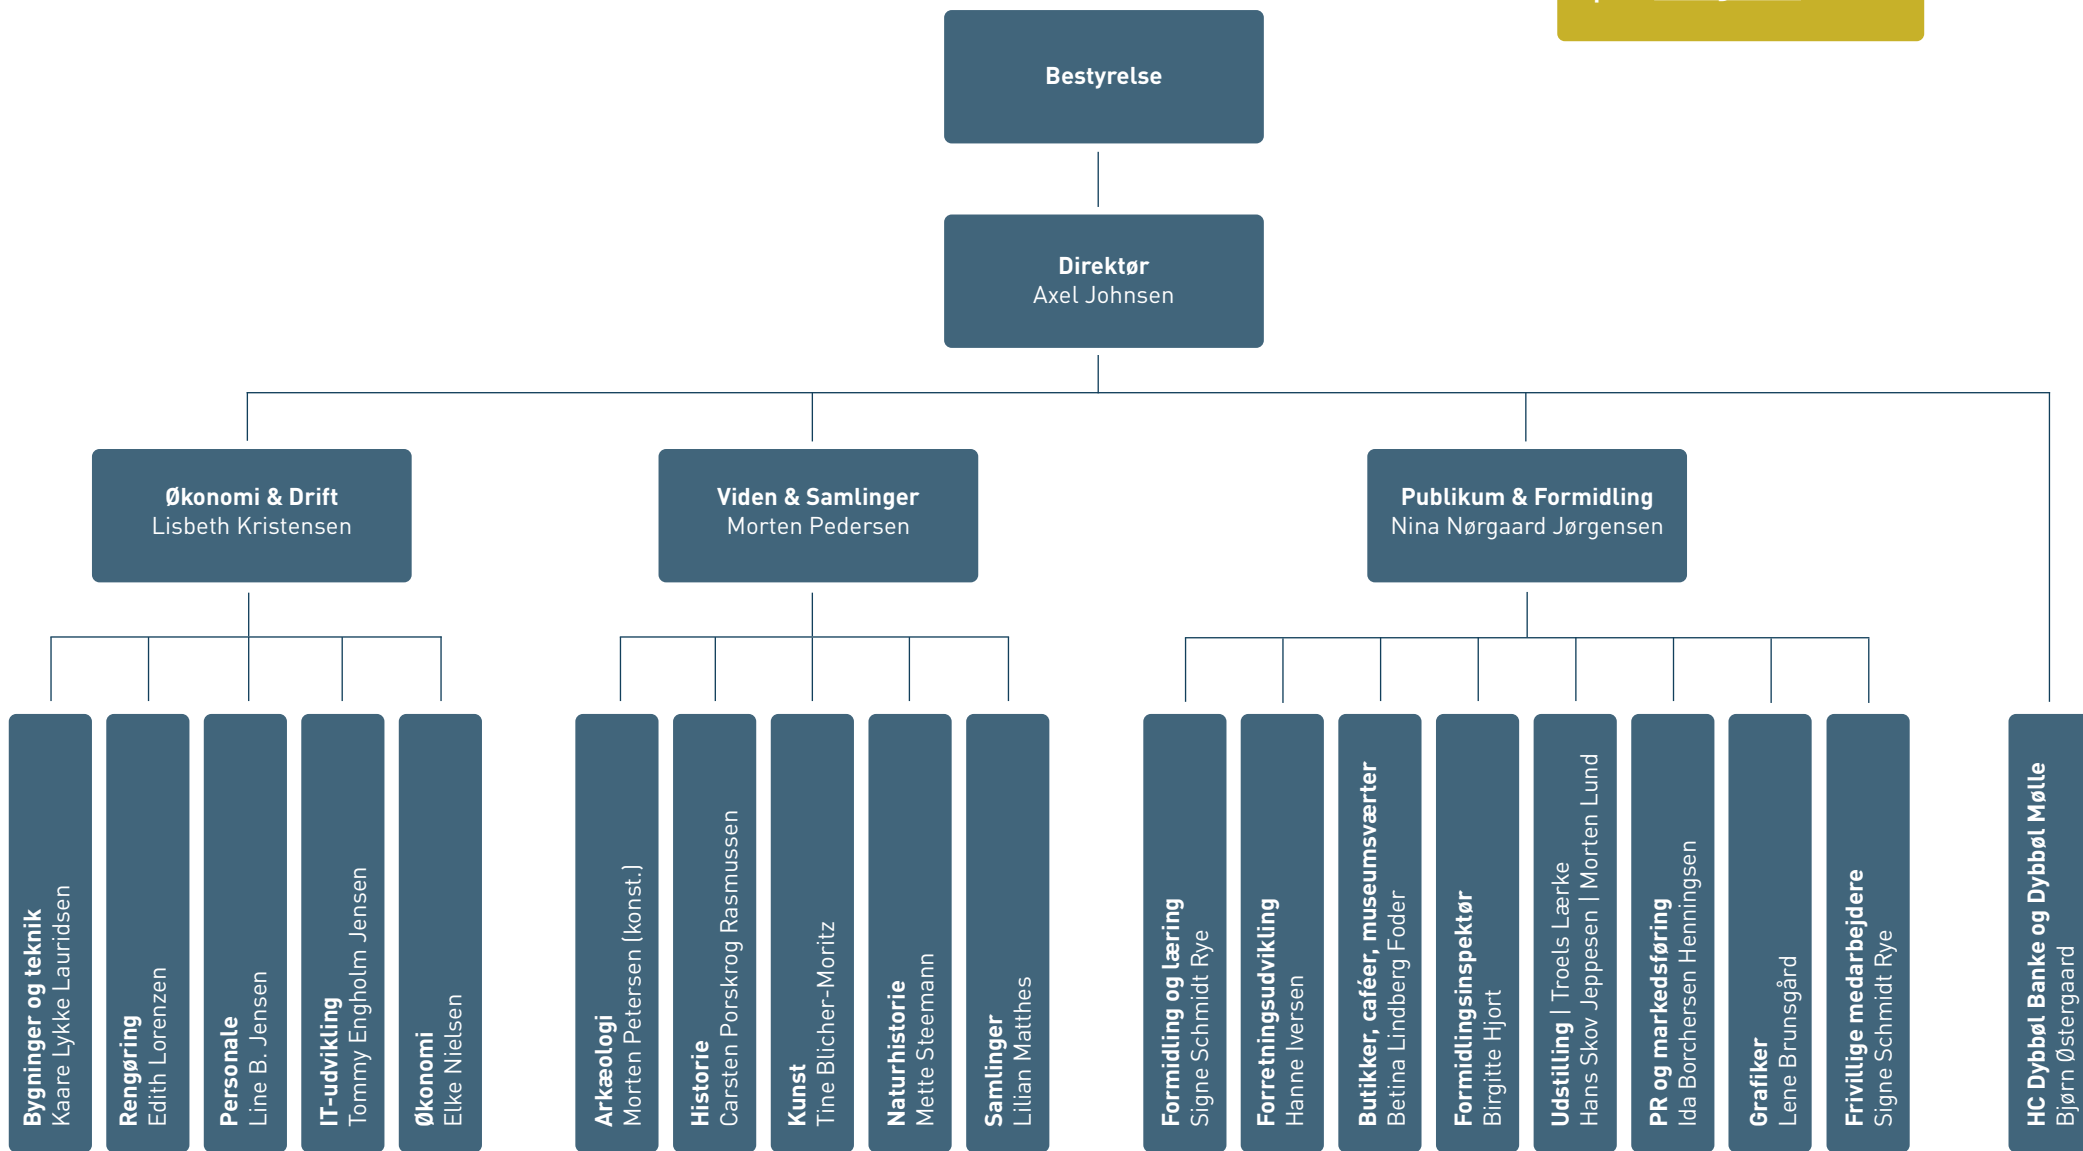 Bestyrelse
Direktør
Axel Johnsen
Økonomi & Drift
Lisbeth Kristensen
Viden & Samlinger
Morten Pedersen
Publikum & Formidling
Nina Nørgaard Jørgensen
Bygninger og teknik
Kaare Lykke Lauridsen
Rengøring
Edith Lorenzen
Personale
Line B. Jensen
IT-udvikling
Tommy Engholm Jensen
Økonomi
Elke Nielsen
Arkæologi
Morten Petersen (konst.)
Historie
Carsten Porskrog Rasmussen
Kunst
Tine Blicher-Moritz
Naturhistorie
Mette Steemann
Samlinger
Lilian Matthes
Formidling og læring
Signe Schmidt Rye
Forretningsudvikling
Hanne Iversen
Butikker, caféer, museumsværter
Betina Lindberg Foder
Formidlingsinspektør
Birgitte Hjort
Udstilling | Troels Lærke
Hans Skov Jeppesen | Morten Lund
PR og markedsføring
Ida Borchersen Henningsen
Grafiker
Lene Brunsgård
Frivillige medarbejdere
Signe Schmidt Rye
HC Dybbøl Banke og Dybbøl Mølle
Bjørn Østergaard